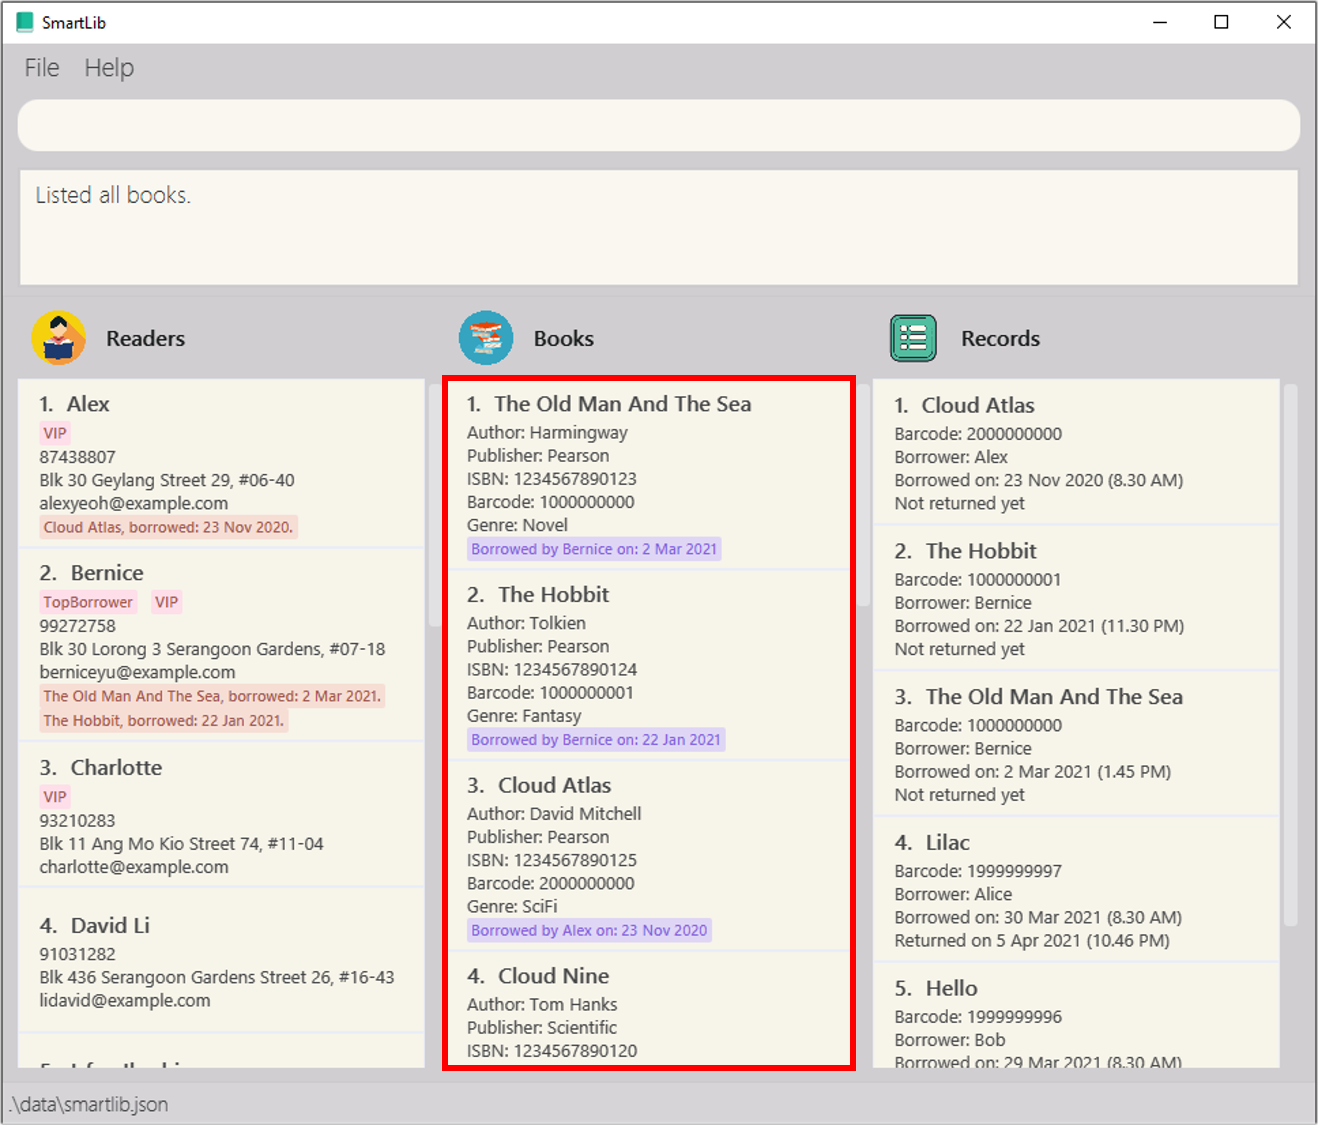 SmartLib
File Help
Listed all books.
Readers
1. Alex
VIP
87438807
Blk 30 Geylang Street 29, #06-40
alexyeoh@example.com
Cloud Atlas, borrowed: 23 Nov 2020.
2. Bernice
TopBorrower VIP
99272758
Blk 30 Lorong 3 Serangoon Gardens, #07-18
berniceyu@example.com
The Old Man And The Sea, borrowed: 2 Mar 2021.
The Hobbit, borrowed: 22 Jan 2021.
3. Charlotte
VIP
93210283
Blk 11 Ang Mo Kio Street 74, #11-04
charlotte@example.com
4. David Li
91031282
Blk 436 Serangoon Gardens Street 26, #16-43
lidavid@example.com
Books
1. The Old Man And The Sea
Author: Harmingway
Publisher: Pearson
ISBN: 1234567890123
Barcode: 1000000000
Genre: Novel
Borrowed by Bernice on: 2 Mar 2021
2. The Hobbit
Author: Tolkien
Publisher: Pearson
ISBN: 1234567890124
Barcode: 1000000001
Genre: Fantasy
Borrowed by Bernice on: 22 Jan 2021
3. Cloud Atlas
Author: David Mitchell
Publisher: Pearson
ISBN: 1234567890125
Barcode: 2000000000
Genre: SciFi
Borrowed by Alex on: 23 Nov 2020
4. Cloud Nine
Author: Tom Hanks
Publisher: Scientific
ISBN: 1234567890120
Records
1. Cloud Atlas
Barcode: 2000000000
Borrower: Alex
Borrowed on: 23 Nov 2020 (8.30 AM)
Not returned yet
2. The Hobbit
Barcode: 1000000001
Borrower: Bernice
Borrowed on: 22 Jan 2021 (11.30 PM)
Not returned yet
3. The Old Man And The Sea
Barcode: 1000000000
Borrower: Bernice
Borrowed on: 2 Mar 2021 (1.45 PM)
Not returned yet
4. Lilac
Barcode: 1999999997
Borrower: Alice
Borrowed on: 30 Mar 2021 (8.30 AM)
Returned on 5 Apr 2021 (10.46 PM)
5. Hello
Barcode: 1999999996
Borrower: Bob
Borrowed on: 29 Mar 2021 (8.30 AM)
.\data\smartlib.json